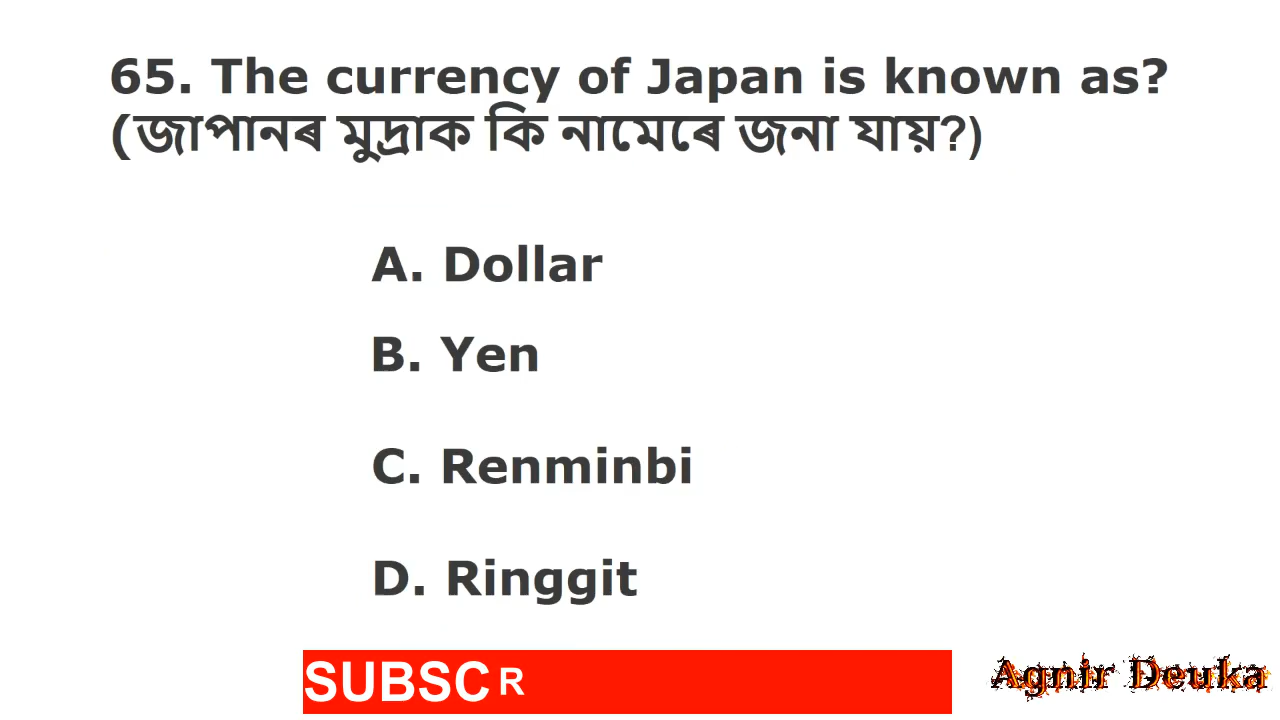 65. The currency of Japan is known as?
(জাপানৰ মুদ্ৰাক কি নামেৰে জনা যায়?)
A. Dollar
B. Yen
C. Renminbi
D. Ringgit
SUBSCR
Agnir Deuka